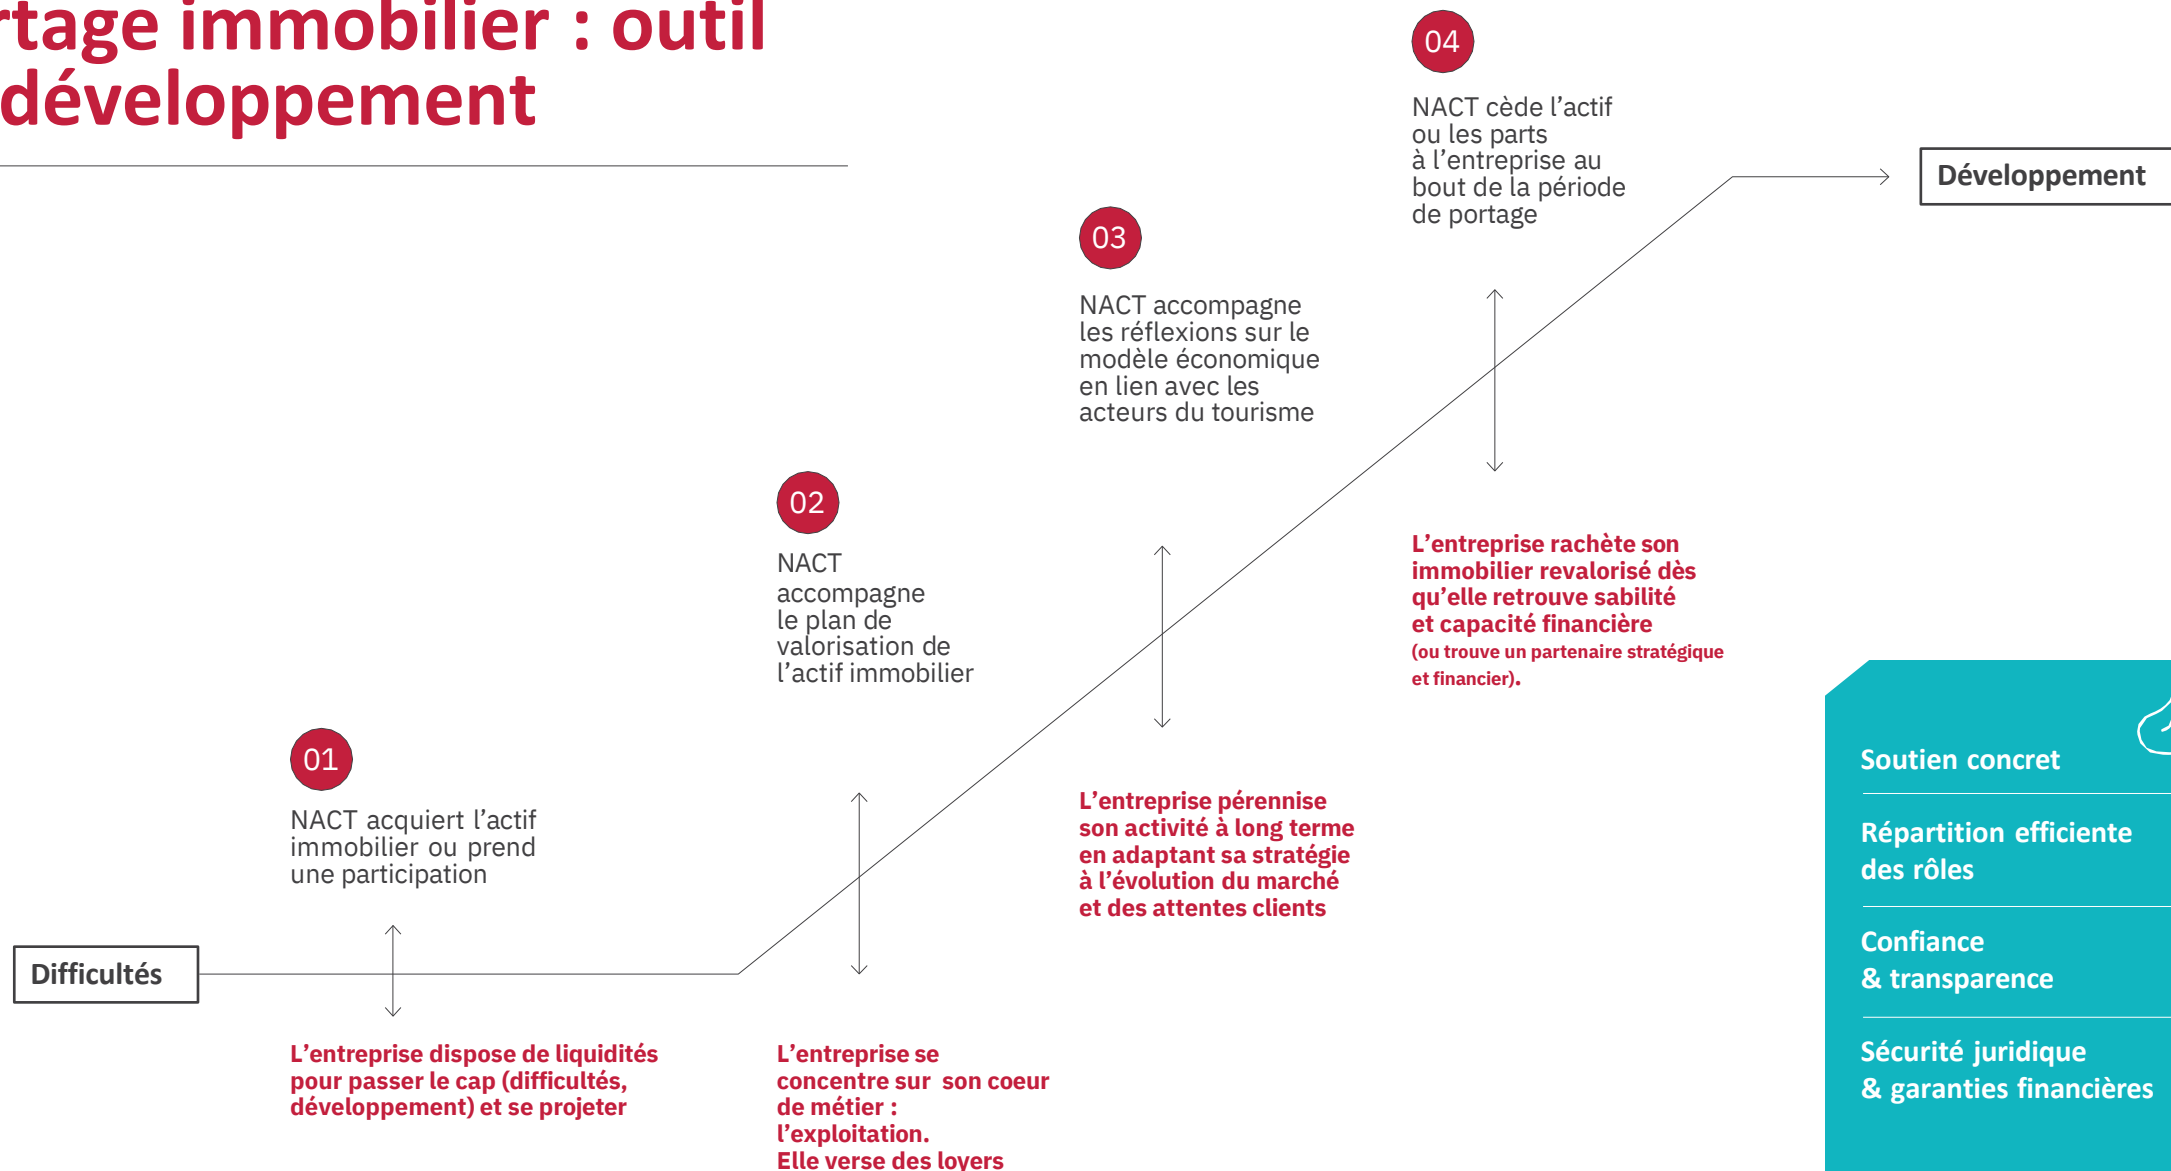 rtage immobilier : outil
développement
04
NACT cède l’actif
ou les parts
à l’entreprise au
bout de la période
de portage
Développement
03
NACT accompagne
les réflexions sur le
modèle économique
en lien avec les
acteurs du tourisme
02
NACT
accompagne
le plan de
valorisation de
l’actif immobilier
L’entreprise rachète son
immobilier revalorisé dès
qu’elle retrouve sabilité
et capacité financière
(ou trouve un partenaire stratégique
et financier).
01
NACT acquiert l’actif
immobilier ou prend
une participation
L’entreprise pérennise
son activité à long terme
en adaptant sa stratégie
à l’évolution du marché
et des attentes clients
Difficultés
L’entreprise dispose de liquidités
pour passer le cap (difficultés,
développement) et se projeter
L’entreprise se
concentre sur son coeur
de métier :
l’exploitation.
Elle verse des loyers
Soutien concret
Répartition efficiente
des rôles
Confiance
& transparence
Sécurité juridique
& garanties financières